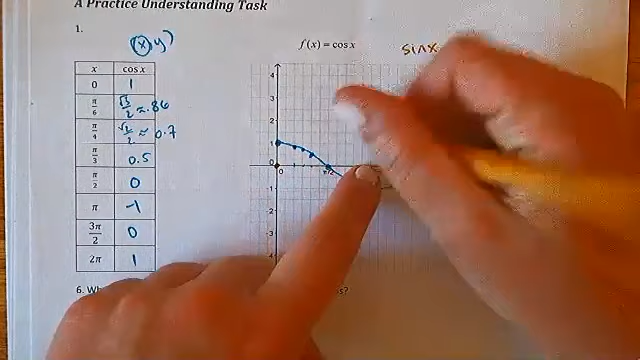 A Practice Understanding Task
1.
(x, y)
f(x) = cos x
sinx
x cos x
0 1
π/6 √3/2 ≈ .86
π/4 √2/2 ≈ 0.7
π/3 0.5
π/2 0
π -1
3π/2 0
2π 1
4
3
2
1
0 0 π/2
-1
-2
-3
-4
6.